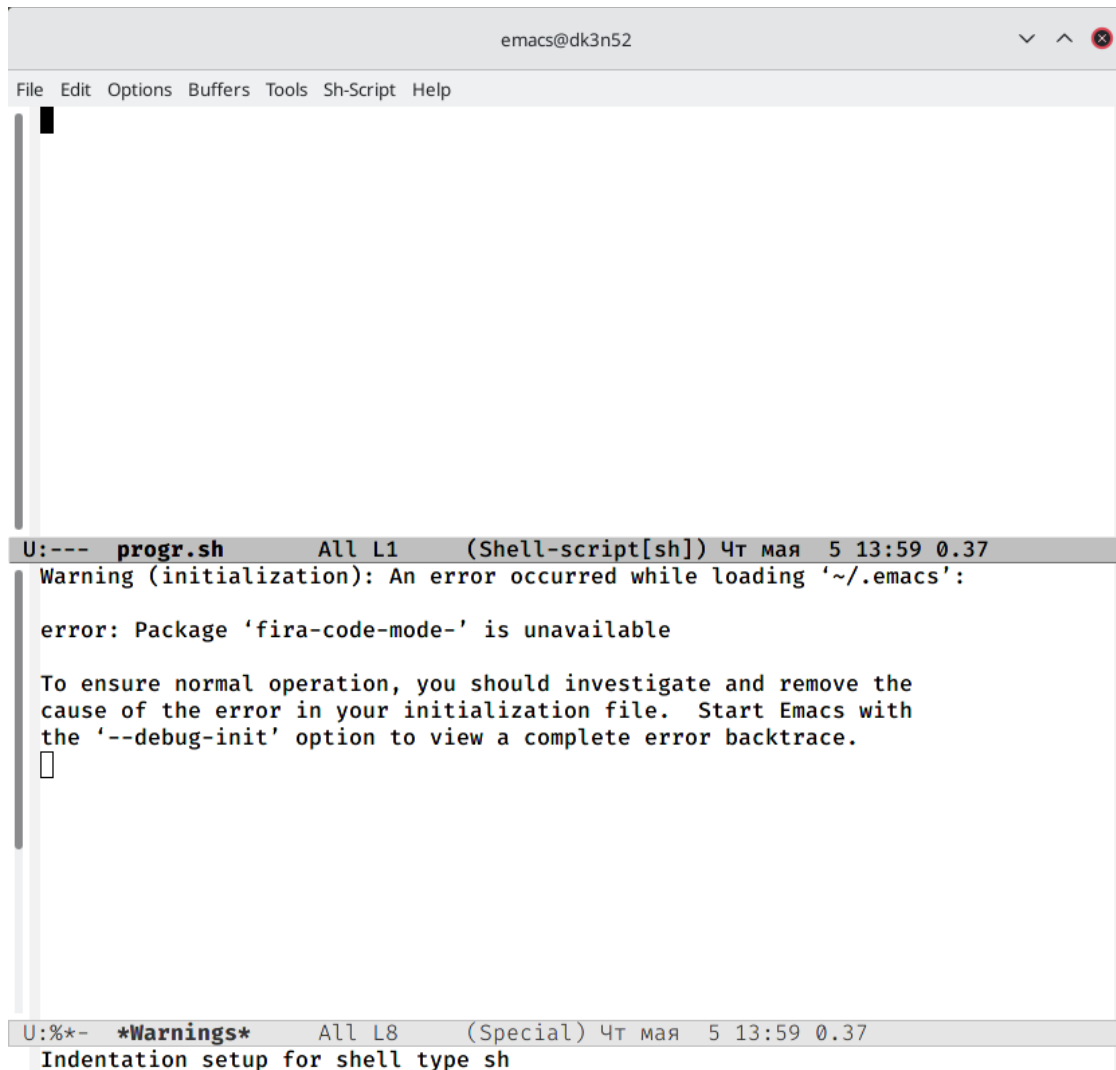 emacs@dk3n52
File Edit Options Buffers Tools Sh-Script Help
U:--- progr.sh All L1 (Shell-script[sh]) Чт мая 5 13:59 0.37
Warning (initialization): An error occurred while loading ‘~/.emacs’:
error: Package ‘fira-code-mode-’ is unavailable
To ensure normal operation, you should investigate and remove the
cause of the error in your initialization file. Start Emacs with
the ‘--debug-init’ option to view a complete error backtrace.
U:%*- *Warnings* All L8 (Special) Чт мая 5 13:59 0.37
Indentation setup for shell type sh